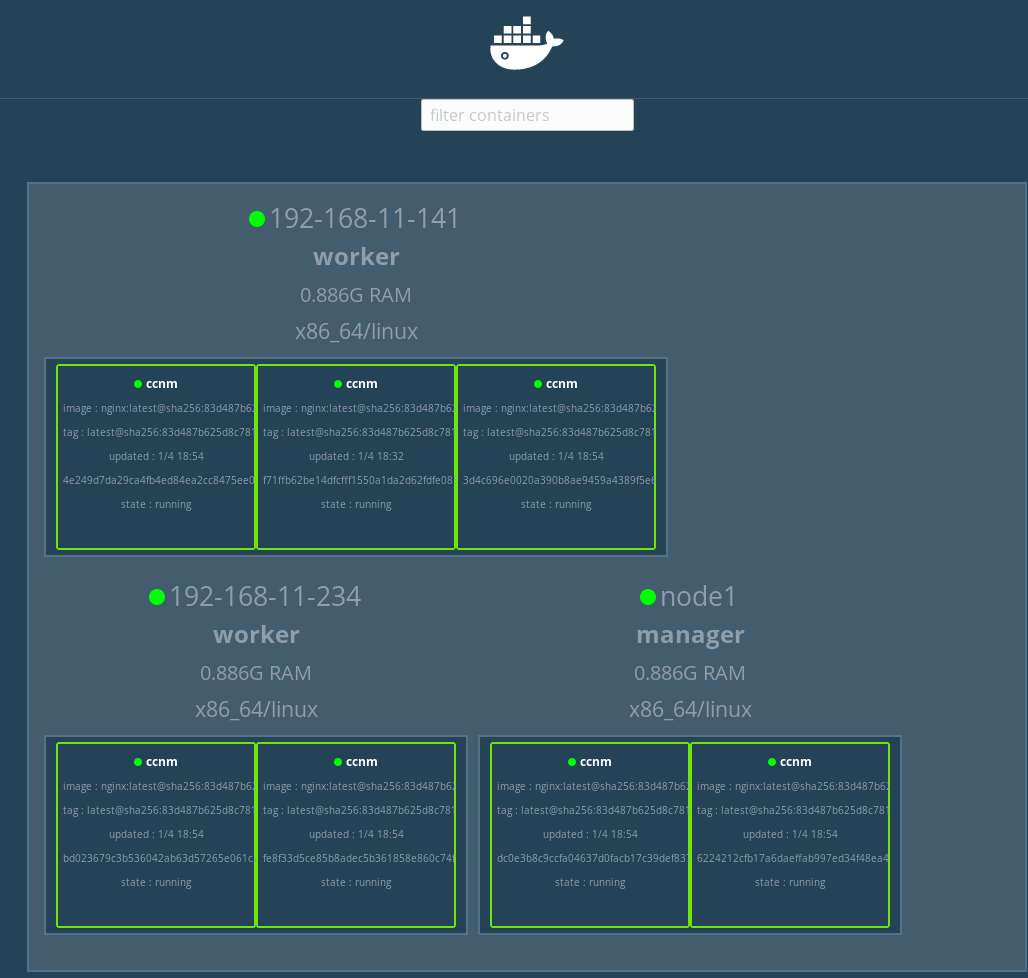 filter containers
192-168-11-141
worker
0.886G RAM
x86_64/linux
ccnm
image : nginx:latest@sha256:83d487b62
tag : latest@sha256:83d487b625d8c781
updated : 1/4 18:54
4e249d7da29ca4fb4ed84ea2cc8475ee0
state : running
ccnm
image : nginx:latest@sha256:83d487b62
tag : latest@sha256:83d487b625d8c781
updated : 1/4 18:32
f71ffb62be14dfcfff1550a1da2d62fdfe08
state : running
ccnm
image : nginx:latest@sha256:83d487b62
tag : latest@sha256:83d487b625d8c781
updated : 1/4 18:54
3d4c696e0020a390b8ae9459a4389f5e6
state : running
192-168-11-234
worker
0.886G RAM
x86_64/linux
ccnm
image : nginx:latest@sha256:83d487b62
tag : latest@sha256:83d487b625d8c781
updated : 1/4 18:54
bd023679c3b536042ab63d57265e061c
state : running
ccnm
image : nginx:latest@sha256:83d487b62
tag : latest@sha256:83d487b625d8c781
updated : 1/4 18:54
fe8f33d5ce85b8adec5b361858e860c74f
state : running
node1
manager
0.886G RAM
x86_64/linux
ccnm
image : nginx:latest@sha256:83d487b62
tag : latest@sha256:83d487b625d8c781
updated : 1/4 18:54
dc0e3b8c9ccfa04637d0facb17c39def837
state : running
ccnm
image : nginx:latest@sha256:83d487b62
tag : latest@sha256:83d487b625d8c781
updated : 1/4 18:54
6224212cfb17a6daeffab997ed34f48ea4
state : running